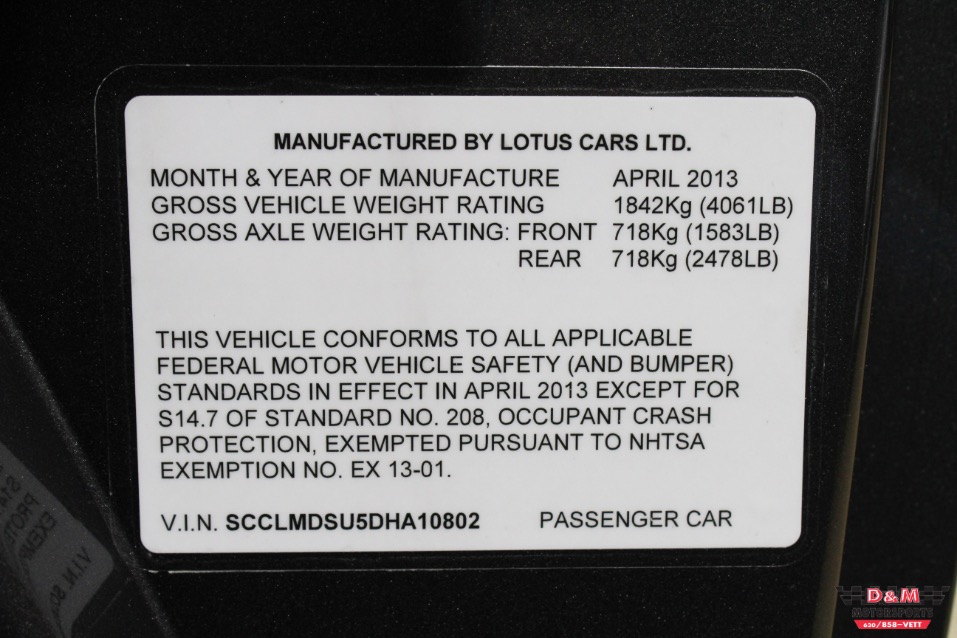 MANUFACTURED BY LOTUS CARS LTD.
MONTH & YEAR OF MANUFACTURE APRIL 2013
GROSS VEHICLE WEIGHT RATING 1842Kg (4061LB)
GROSS AXLE WEIGHT RATING: FRONT 718Kg (1583LB)
REAR 718Kg (2478LB)
THIS VEHICLE CONFORMS TO ALL APPLICABLE
FEDERAL MOTOR VEHICLE SAFETY (AND BUMPER)
STANDARDS IN EFFECT IN APRIL 2013 EXCEPT FOR
S14.7 OF STANDARD NO. 208, OCCUPANT CRASH
PROTECTION, EXEMPTED PURSUANT TO NHTSA
EXEMPTION NO. EX 13-01.
V.I.N. SCCLMDSU5DHA10802 PASSENGER CAR
D&M
MOTORSPORTS
630/858-VETT